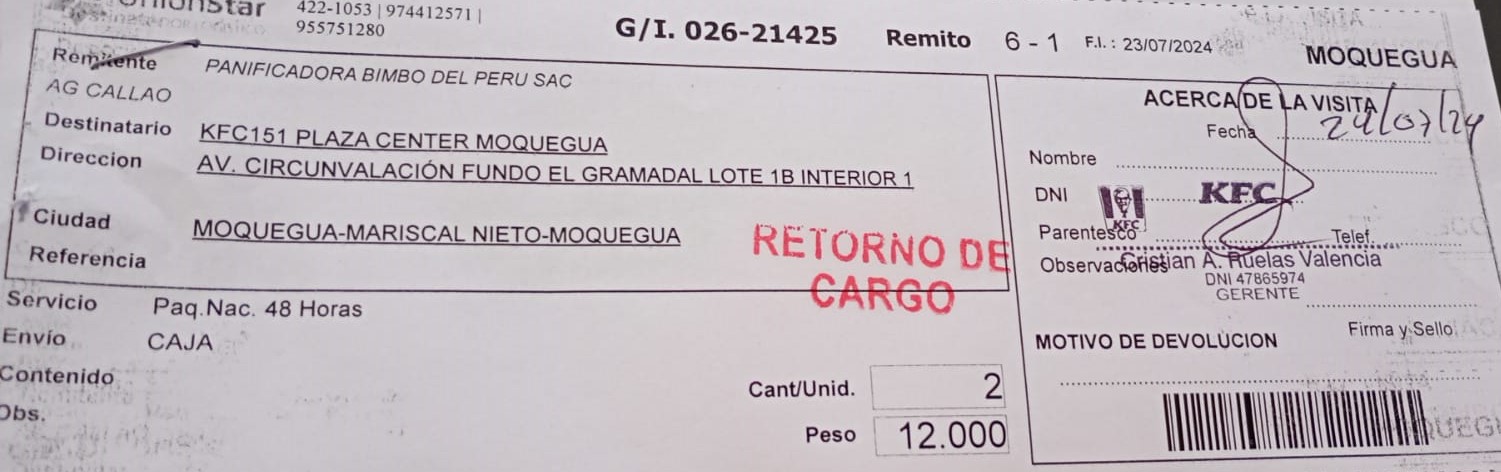 422-1053 | 974412571 |
955751280
G/I. 026-21425 Remito 6 - 1 F.I. : 23/07/2024
MOQUEGUA
Remitente PANIFICADORA BIMBO DEL PERU SAC
AG CALLAO
Destinatario KFC151 PLAZA CENTER MOQUEGUA
Direccion AV. CIRCUNVALACIÓN FUNDO EL GRAMADAL LOTE 1B INTERIOR 1
Ciudad MOQUEGUA-MARISCAL NIETO-MOQUEGUA
Referencia
RETORNO DE
CARGO
Servicio Paq.Nac. 48 Horas
Envio CAJA
Contenido
Obs.
Cant/Unid. 2
Peso 12.000
ACERCA DE LA VISITA
Fecha 24/07/24
Nombre
DNI KFC
KFC
Parentesco Telef.
Observaciones Cristian A. Ruelas Valencia
DNI 47865974
GERENTE
Firma y Sello
MOTIVO DE DEVOLUCION